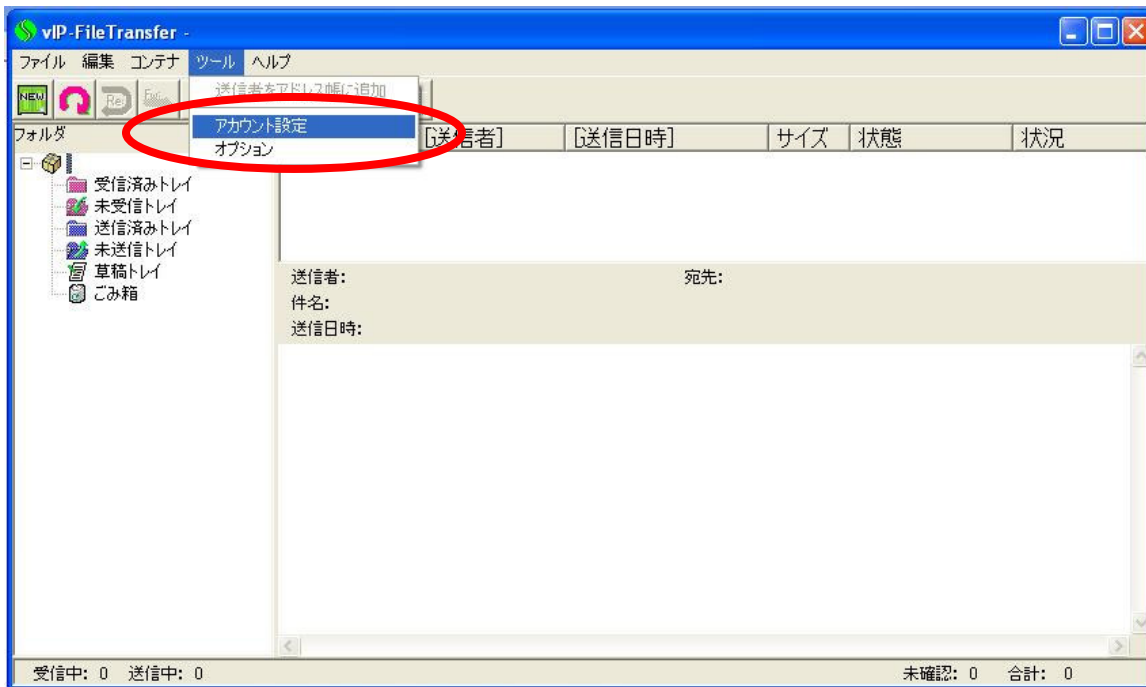 vIP-FileTransfer -
ファイル 編集 コンテナ ツール ヘルプ
NEW Re:
送信者をアドレス帳に追加
アカウント設定
オプション
フォルダ [送信者] [送信日時] サイズ 状態 状況
受信済みトレイ
未受信トレイ
送信済みトレイ
未送信トレイ
草稿トレイ
ごみ箱
送信者: 宛先:
件名:
送信日時:
受信中: 0 送信中: 0 未確認: 0 合計: 0